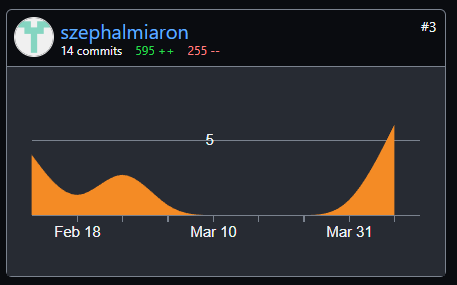 szephalmiaron
#3
14 commits 595 ++ 255 --
5
Feb 18 Mar 10 Mar 31